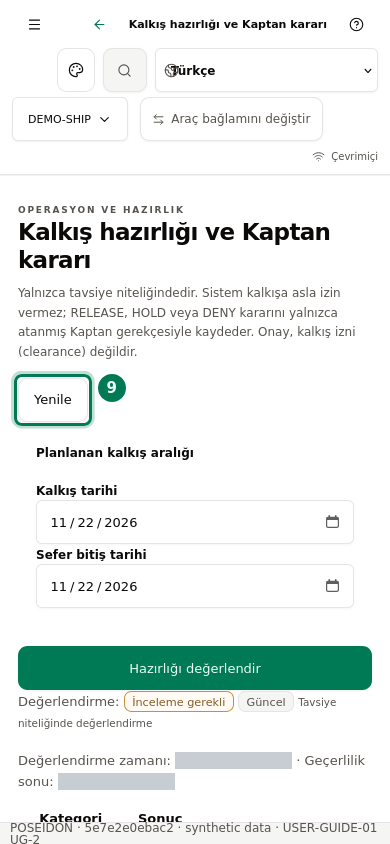 Kalkış hazırlığı ve Kaptan kararı
Türkçe
DEMO-SHIP
Araç bağlamını değiştir
Çevrimiçi
OPERASYON VE HAZIRLIK
Kalkış hazırlığı ve Kaptan
kararı
Yalnızca tavsiye niteliğindedir. Sistem kalkışa asla izin
vermez; RELEASE, HOLD veya DENY kararını yalnızca
atanmış Kaptan gerekçesiyle kaydeder. Onay, kalkış izni
(clearance) değildir.
Yenile
9
Planlanan kalkış aralığı
Kalkış tarihi
11/22/2026
Sefer bitiş tarihi
11/22/2026
Hazırlığı değerlendir
Değerlendirme: İnceleme gerekli Güncel Tavsiye
niteliğinde değerlendirme
Değerlendirme zamanı: · Geçerlilik
sonu:
Kategori Sonuç
POSEIDON · 5e7e2e0ebac2 · synthetic data · USER-GUIDE-01
UG-2